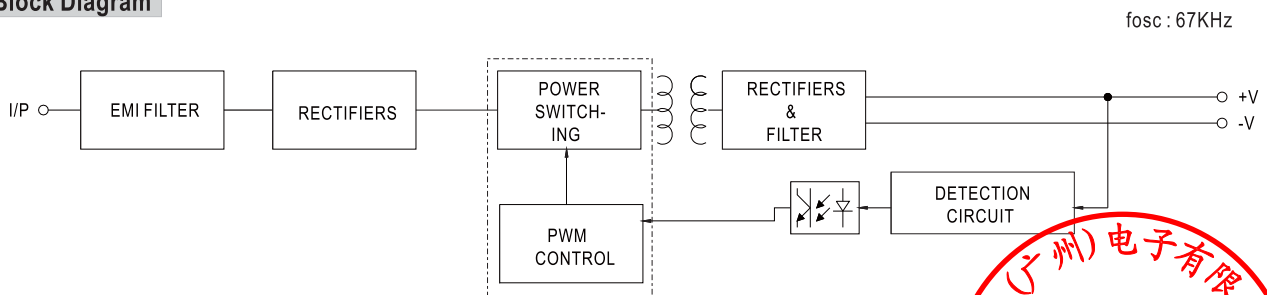 Block Diagram
fosc : 67KHz
I/P
EMI FILTER
RECTIFIERS
POWER
SWITCH-
ING
RECTIFIERS
&
FILTER
+V
-V
PWM
CONTROL
DETECTION
CIRCUIT
(广州)电子有限